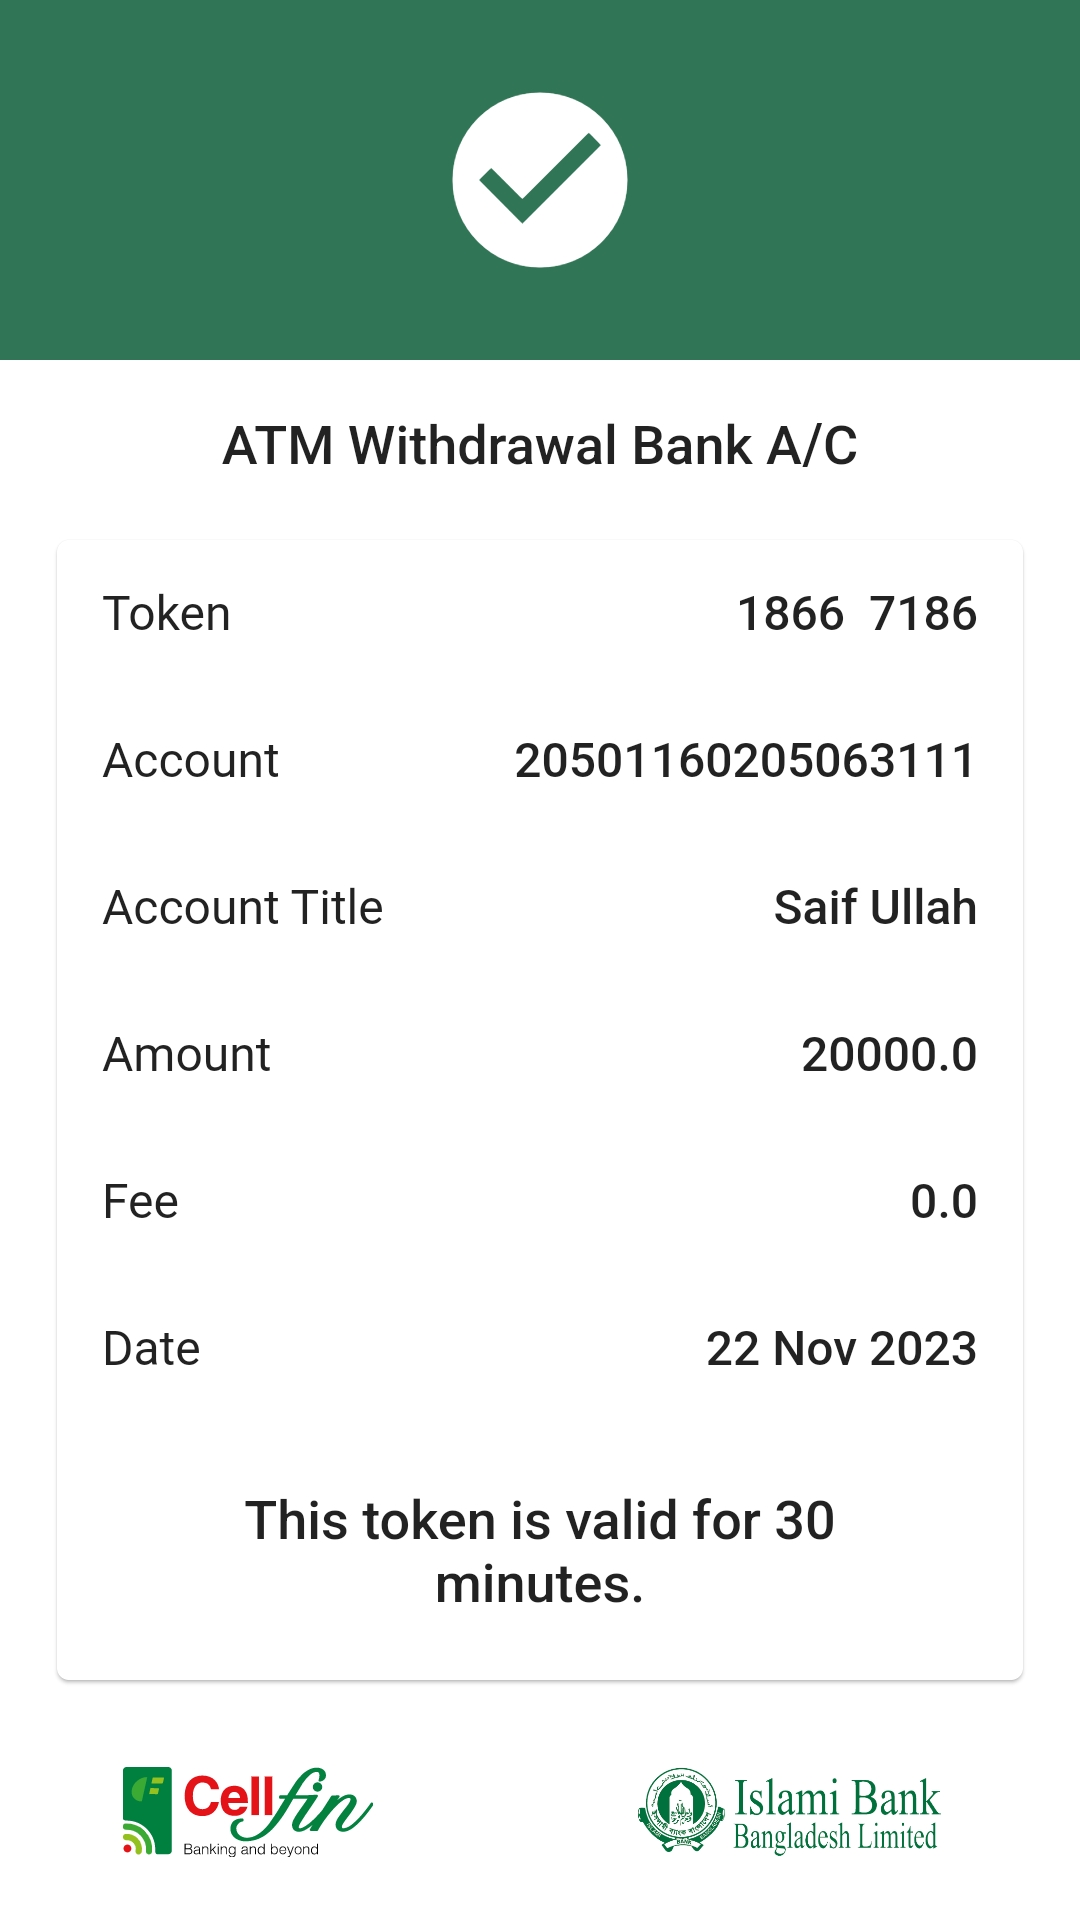 ATM Withdrawal Bank A/C
Token 1866 7186
Account 20501160205063111
Account Title Saif Ullah
Amount 20000.0
Fee 0.0
Date 22 Nov 2023
This token is valid for 30
minutes.
Cellfin
Banking and beyond
Islami Bank
Bangladesh Limited